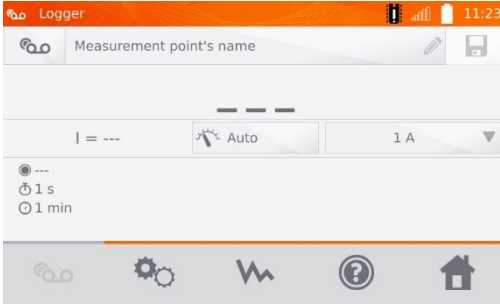 Logger 11:23
Measurement point's name
---
I = --- Auto 1 A
---
1 s
1 min